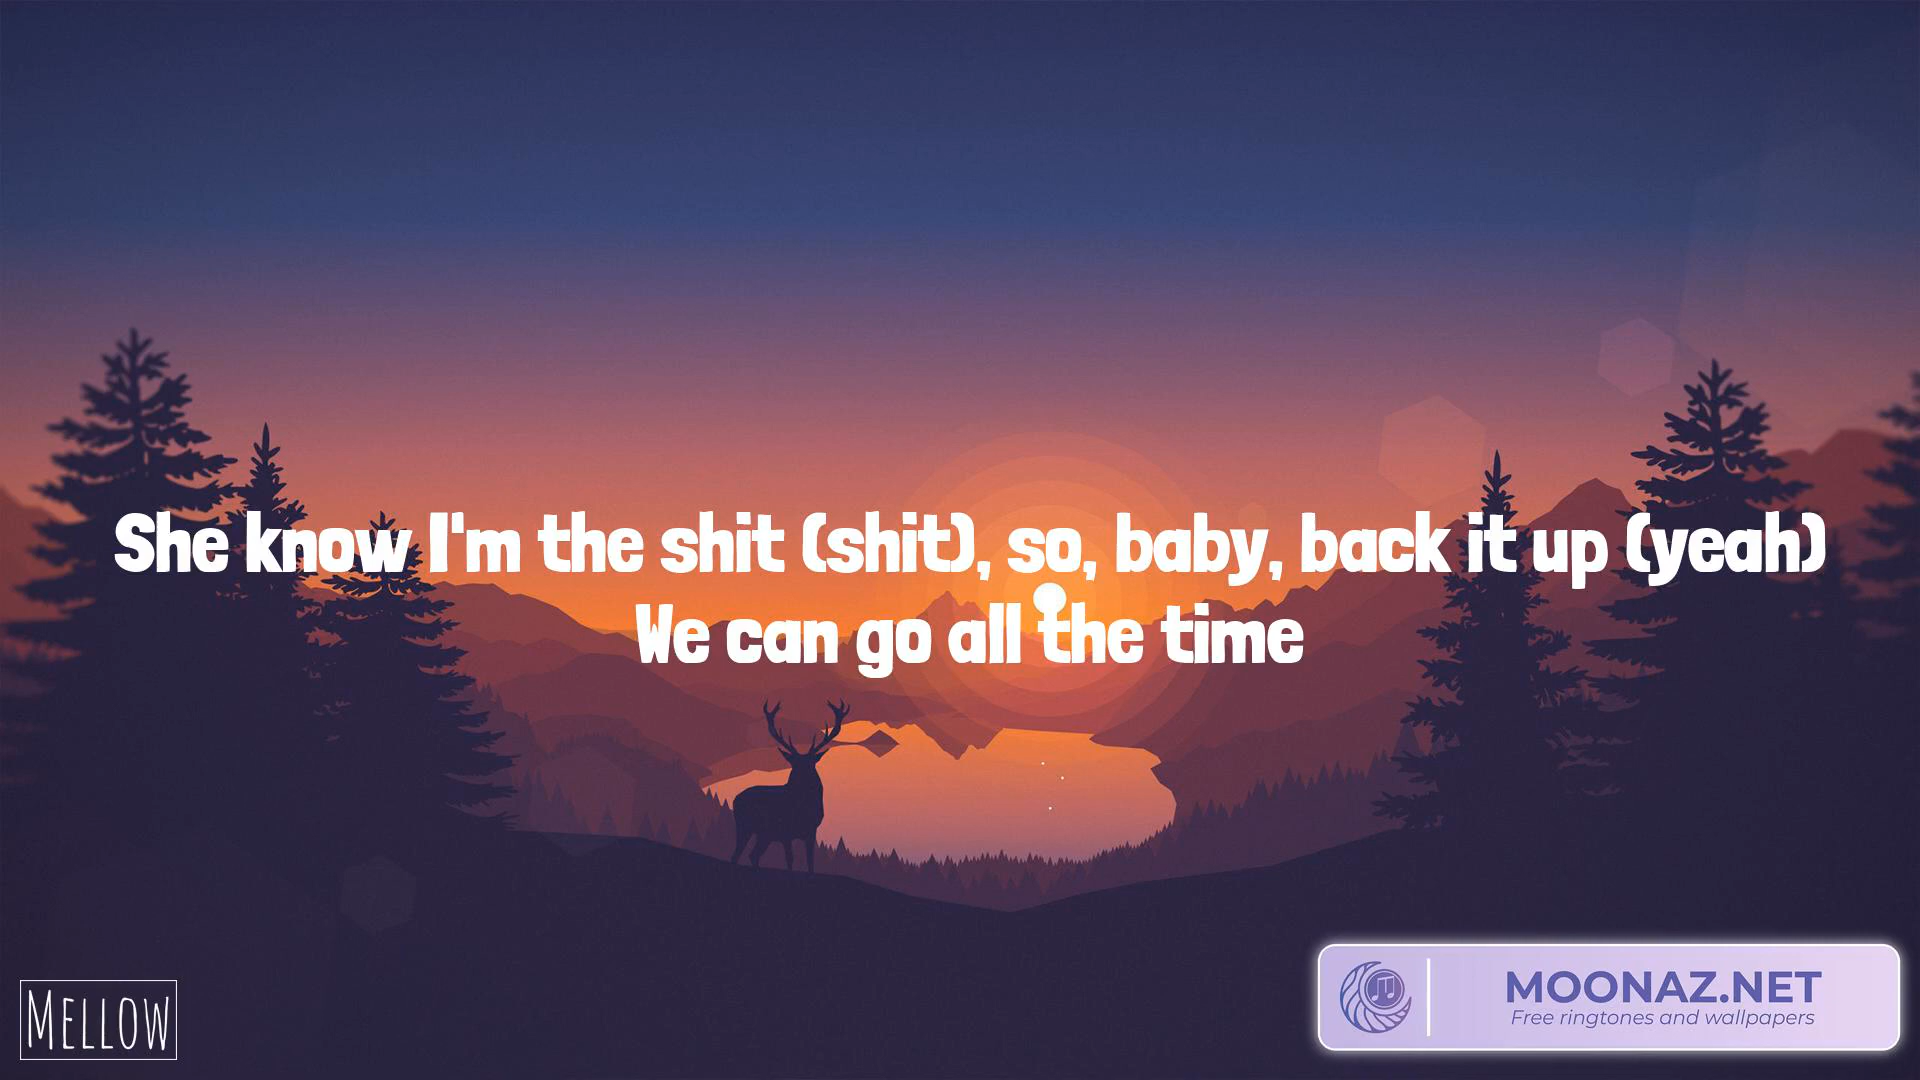 She know I'm the shit (shit), so, baby, back it up (yeah)
We can go all the time
MELLOW
MOONAZ.NET
Free ringtones and wallpapers